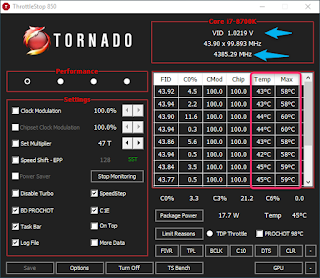 ThrottleStop 8.50
TORNADO
Core i7-8700K
VID 1.0219 V
43.90 x 99.893 MHz
4385.29 MHz
Performance
Settings
Clock Modulation 100.0%
Chipset Clock Modulation 100.0%
Set Multiplier 47 T
Speed Shift - EPP 128 SST
Power Saver Stop Monitoring
Disable Turbo SpeedStep
BD PROCHOT C1E
Task Bar On Top
Log File More Data
FID C0% CMod Chip Temp Max
43.92 4.5 100.0 100.0 43°C 58°C
43.92 2.2 100.0 100.0 43°C 58°C
43.90 11.6 100.0 100.0 44°C 60°C
43.94 0.3 100.0 100.0 44°C 60°C
43.86 5.6 100.0 100.0 43°C 58°C
43.94 0.5 100.0 100.0 42°C 58°C
43.84 3.5 100.0 100.0 45°C 59°C
43.77 0.5 100.0 100.0 45°C 59°C
C0% 3.3 C3% 21.2 C6% 0.0
Package Power 17.7 W Temp 45°C
Limit Reasons TDP Throttle PROCHOT 98°C
FIVR TPL BCLK C10 DTS CLR -
Save Options Turn Off TS Bench GPU